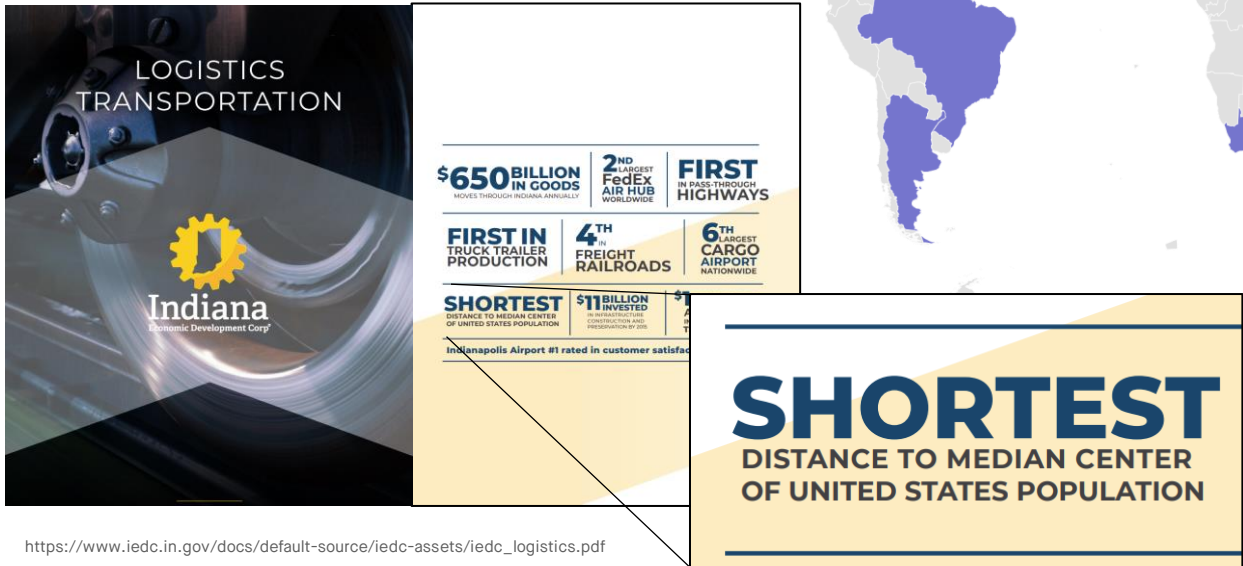 LOGISTICS
TRANSPORTATION
Indiana
Economic Development Corp
$650 BILLION
IN GOODS
MOVES THROUGH INDIANA ANNUALLY
2ND
LARGEST
FedEx
AIR HUB
WORLDWIDE
FIRST
IN PASS-THROUGH
HIGHWAYS
FIRST IN
TRUCK TRAILER
PRODUCTION
4TH
IN
FREIGHT
RAILROADS
6TH
LARGEST
CARGO
AIRPORT
NATIONWIDE
SHORTEST
DISTANCE TO MEDIAN CENTER
OF UNITED STATES POPULATION
$11 BILLION
INVESTED
IN INFRASTRUCTURE
CONSTRUCTION AND
PRESERVATION BY 2015
Indianapolis Airport #1 rated in customer
SHORTEST
DISTANCE TO MEDIAN CENTER
OF UNITED STATES POPULATION
https://www.iedc.in.gov/docs/default-source/iedc-assets/iedc_logistics.pdf